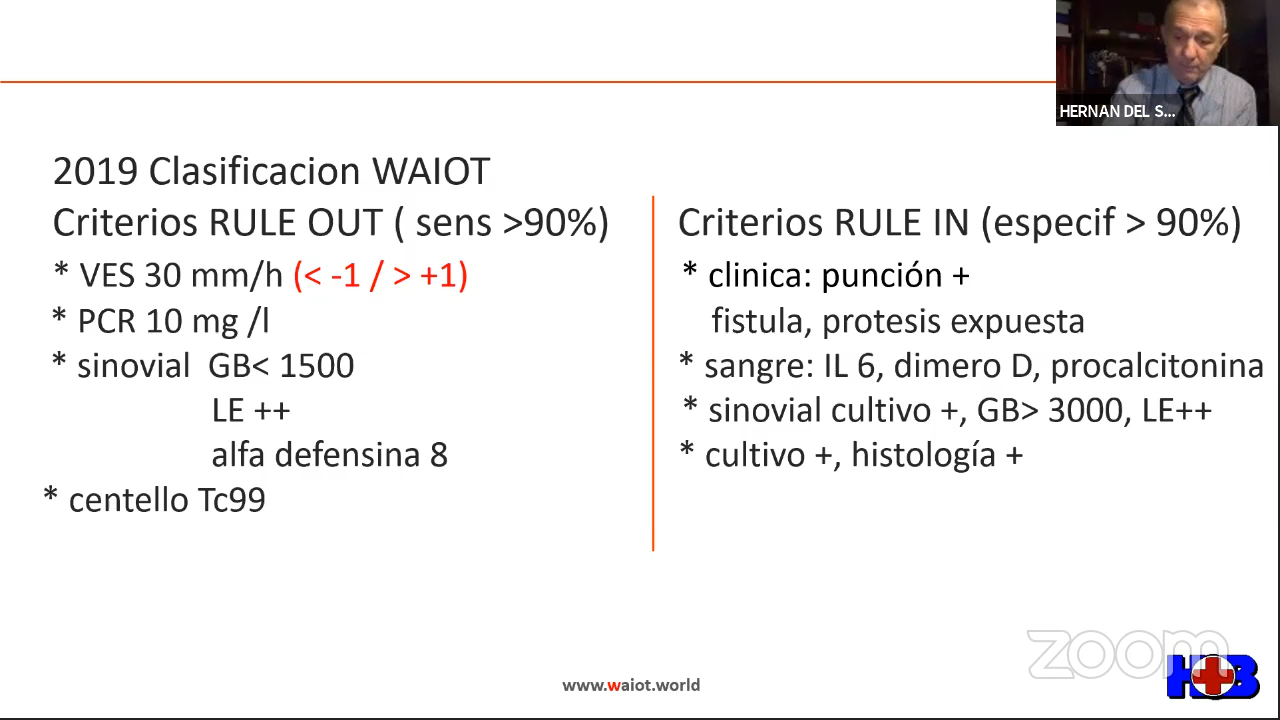 HERNAN DEL S...
2019 Clasificacion WAIOT
Criterios RULE OUT ( sens >90%)
* VES 30 mm/h (< -1 / > +1)
* PCR 10 mg /l
* sinovial GB< 1500
LE ++
alfa defensina 8
* centello Tc99
Criterios RULE IN (especif > 90%)
* clinica: punción +
fistula, protesis expuesta
* sangre: IL 6, dimero D, procalcitonina
* sinovial cultivo +, GB> 3000, LE++
* cultivo +, histología +
zoom
www.waiot.world
HB